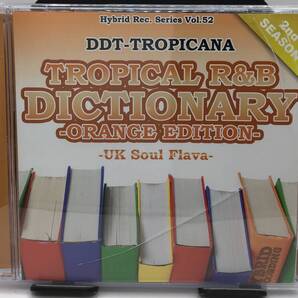 Hybrid Rec. Series Vol.52
2nd
SEASON
DDT-TROPICANA
TROPICAL R&B
DICTIONARY
-ORANGE EDITION-
-UK Soul Flava-